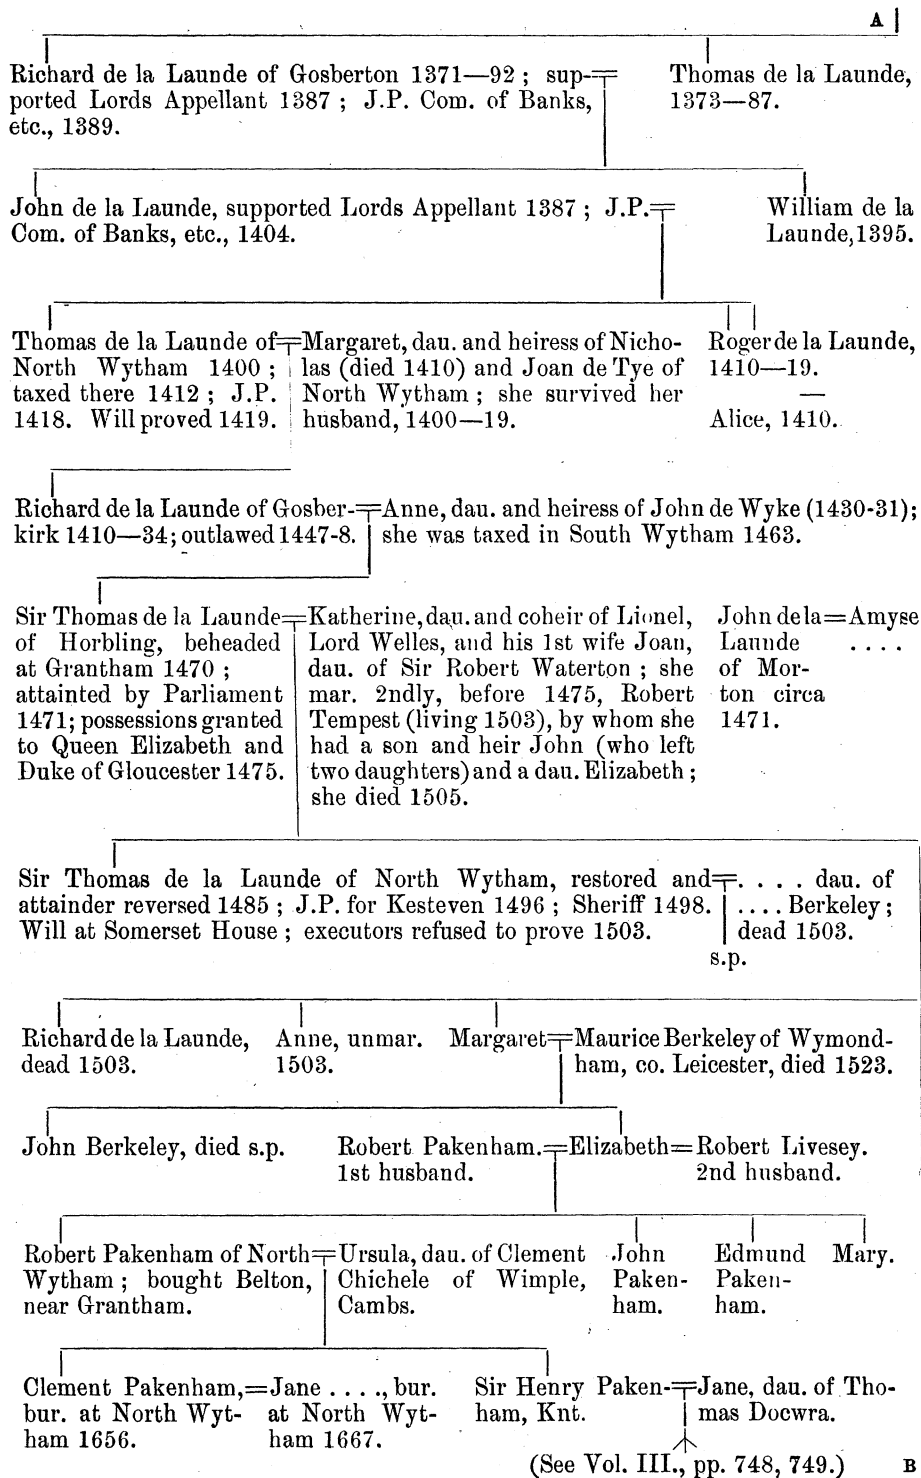 A
Richard de la Launde of Gosberton 1371—92 ; sup-
ported Lords Appellant 1387 ; J.P. Com. of Banks,
etc., 1389.
Thomas de la Launde,
1373—87.
John de la Launde, supported Lords Appellant 1387 ; J.P.
Com. of Banks, etc., 1404.
William de la
Launde, 1395.
Thomas de la Launde of
North Wytham 1400 ;
taxed there 1412 ; J.P.
1418. Will proved 1419.
Margaret, dau. and heiress of Nicho-
las (died 1410) and Joan de Tye of
North Wytham ; she survived her
husband, 1400—19.
Roger de la Launde,
1410—19.
—
Alice, 1410.
Richard de la Launde of Gosber-
kirk 1410—34; outlawed 1447-8.
Anne, dau. and heiress of John de Wyke (1430-31);
she was taxed in South Wytham 1463.
Sir Thomas de la Launde
of Horbling, beheaded
at Grantham 1470 ;
attainted by Parliament
1471; possessions granted
to Queen Elizabeth and
Duke of Gloucester 1475.
Katherine, dau. and coheir of Lionel,
Lord Welles, and his 1st wife Joan,
dau. of Sir Robert Waterton ; she
mar. 2ndly, before 1475, Robert
Tempest (living 1503), by whom she
had a son and heir John (who left
two daughters) and a dau. Elizabeth ;
she died 1505.
John de la=Amyse
Launde . . . .
of Mor-
ton circa
1471.
Sir Thomas de la Launde of North Wytham, restored and
attainder reversed 1485 ; J.P. for Kesteven 1496 ; Sheriff 1498.
Will at Somerset House ; executors refused to prove 1503.
. . . . dau. of
. . . . Berkeley ;
dead 1503.
s.p.
Richard de la Launde,
dead 1503.
Anne, unmar.
1503.
Margaret
Maurice Berkeley of Wymond-
ham, co. Leicester, died 1523.
John Berkeley, died s.p.
Robert Pakenham.
1st husband.
Elizabeth=Robert Livesey.
2nd husband.
Robert Pakenham of North
Wytham ; bought Belton,
near Grantham.
Ursula, dau. of Clement
Chichele of Wimple,
Cambs.
John
Paken-
ham.
Edmund
Paken-
ham.
Mary.
Clement Pakenham,=Jane . . . ., bur.
bur. at North Wyt-
ham 1656.
at North Wyt-
ham 1667.
Sir Henry Paken-
ham, Knt.
Jane, dau. of Tho-
mas Docwra.
(See Vol. III., pp. 748, 749.)
B